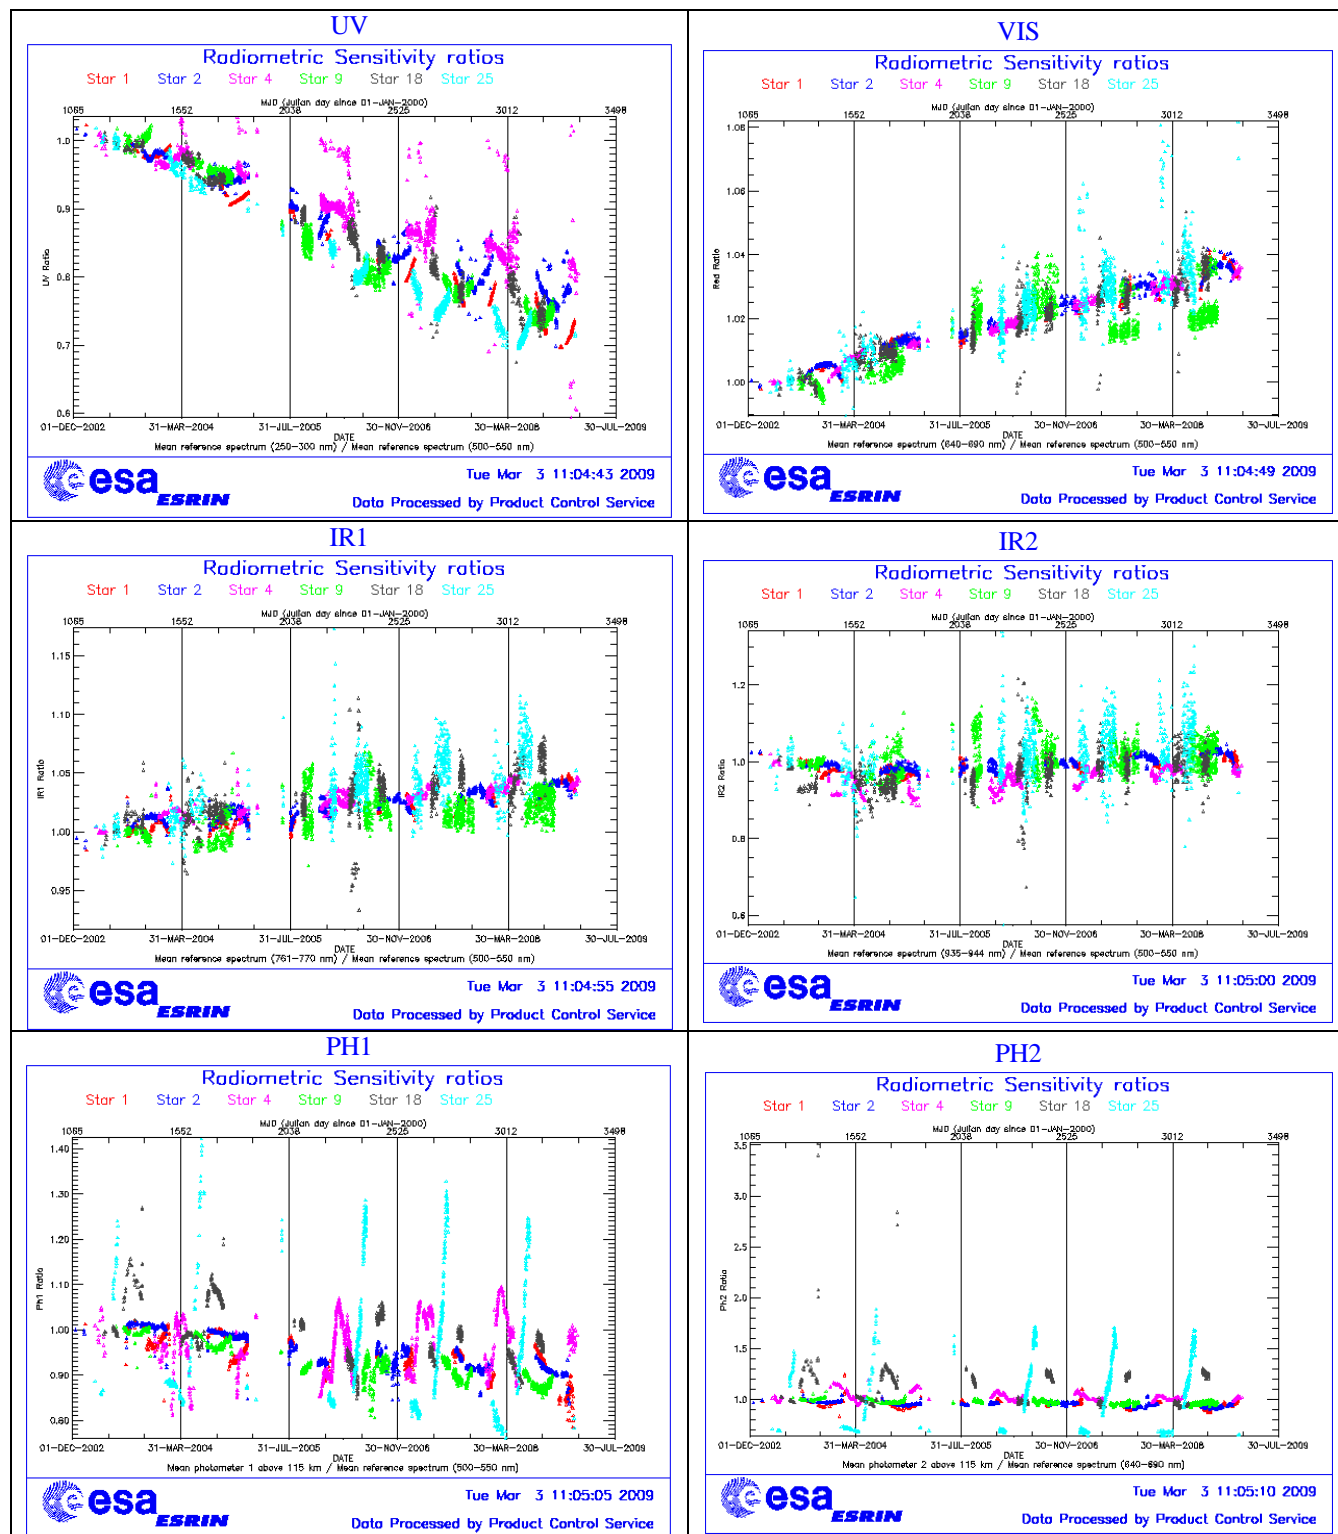 UV
Radiometric Sensitivity ratios
Star 1 Star 2 Star 4 Star 9 Star 18 Star 25
MJD (Julian day since 01-JAN-2000)
1065 1552 2038 2525 3012 3498
1.0
0.9
0.8
0.7
0.6
UV Ratio
01-DEC-2002 31-MAR-2004 31-JUL-2005 30-NOV-2006 30-MAR-2008 30-JUL-2009
DATE
Mean reference spectrum (250-300 nm) / Mean reference spectrum (500-550 nm)
esa ESRIN
Tue Mar 3 11:04:43 2009
Data Processed by Product Control Service
VIS
Radiometric Sensitivity ratios
Star 1 Star 2 Star 4 Star 9 Star 18 Star 25
MJD (Julian day since 01-JAN-2000)
1065 1552 2038 2525 3012 3498
1.08
1.06
1.04
1.02
1.00
Red Ratio
01-DEC-2002 31-MAR-2004 31-JUL-2005 30-NOV-2006 30-MAR-2008 30-JUL-2009
DATE
Mean reference spectrum (640-690 nm) / Mean reference spectrum (500-550 nm)
esa ESRIN
Tue Mar 3 11:04:49 2009
Data Processed by Product Control Service
IR1
Radiometric Sensitivity ratios
Star 1 Star 2 Star 4 Star 9 Star 18 Star 25
MJD (Julian day since 01-JAN-2000)
1065 1552 2038 2525 3012 3498
1.15
1.10
1.05
1.00
0.95
IR1 Ratio
01-DEC-2002 31-MAR-2004 31-JUL-2005 30-NOV-2006 30-MAR-2008 30-JUL-2009
DATE
Mean reference spectrum (761-770 nm) / Mean reference spectrum (500-550 nm)
esa ESRIN
Tue Mar 3 11:04:55 2009
Data Processed by Product Control Service
IR2
Radiometric Sensitivity ratios
Star 1 Star 2 Star 4 Star 9 Star 18 Star 25
MJD (Julian day since 01-JAN-2000)
1065 1552 2038 2525 3012 3498
1.2
1.0
0.8
0.6
IR2 Ratio
01-DEC-2002 31-MAR-2004 31-JUL-2005 30-NOV-2006 30-MAR-2008 30-JUL-2009
DATE
Mean reference spectrum (935-944 nm) / Mean reference spectrum (500-550 nm)
esa ESRIN
Tue Mar 3 11:05:00 2009
Data Processed by Product Control Service
PH1
Radiometric Sensitivity ratios
Star 1 Star 2 Star 4 Star 9 Star 18 Star 25
MJD (Julian day since 01-JAN-2000)
1065 1552 2038 2525 3012 3498
1.40
1.30
1.20
1.10
1.00
0.90
0.80
Ph1 Ratio
01-DEC-2002 31-MAR-2004 31-JUL-2005 30-NOV-2006 30-MAR-2008 30-JUL-2009
DATE
Mean photometer 1 above 115 km / Mean reference spectrum (500-550 nm)
esa ESRIN
Tue Mar 3 11:05:05 2009
Data Processed by Product Control Service
PH2
Radiometric Sensitivity ratios
Star 1 Star 2 Star 4 Star 9 Star 18 Star 25
MJD (Julian day since 01-JAN-2000)
1065 1552 2038 2525 3012 3498
3.5
3.0
2.5
2.0
1.5
1.0
Ph2 Ratio
01-DEC-2002 31-MAR-2004 31-JUL-2005 30-NOV-2006 30-MAR-2008 30-JUL-2009
DATE
Mean photometer 2 above 115 km / Mean reference spectrum (640-690 nm)
esa ESRIN
Tue Mar 3 11:05:10 2009
Data Processed by Product Control Service